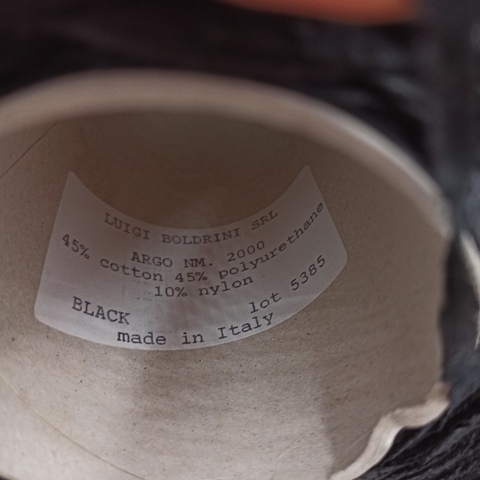 LUIGI BOLDRINI SRL
ARGO NM. 2000
45% cotton 45% polyurethane
10% nylon
BLACK lot 5385
made in Italy